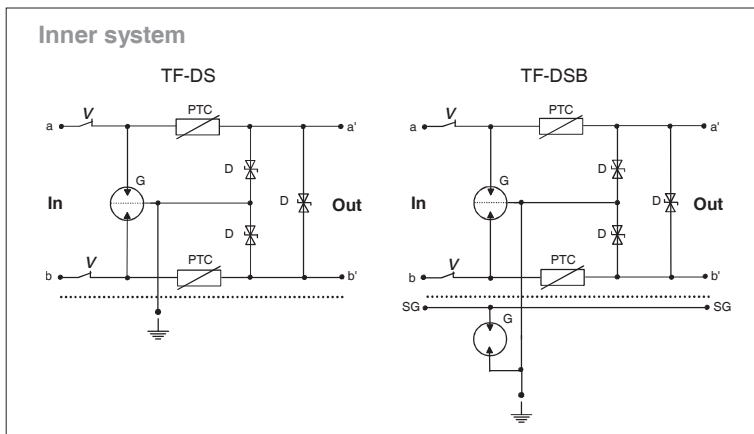 Inner system
TF-DS
TF-DSB
V
PTC
V
PTC
a
a'
a
a'
D
D
G
G
In
D
Out
In
D
Out
D
D
V
PTC
V
PTC
b
b'
b
b'
SG
G
SG